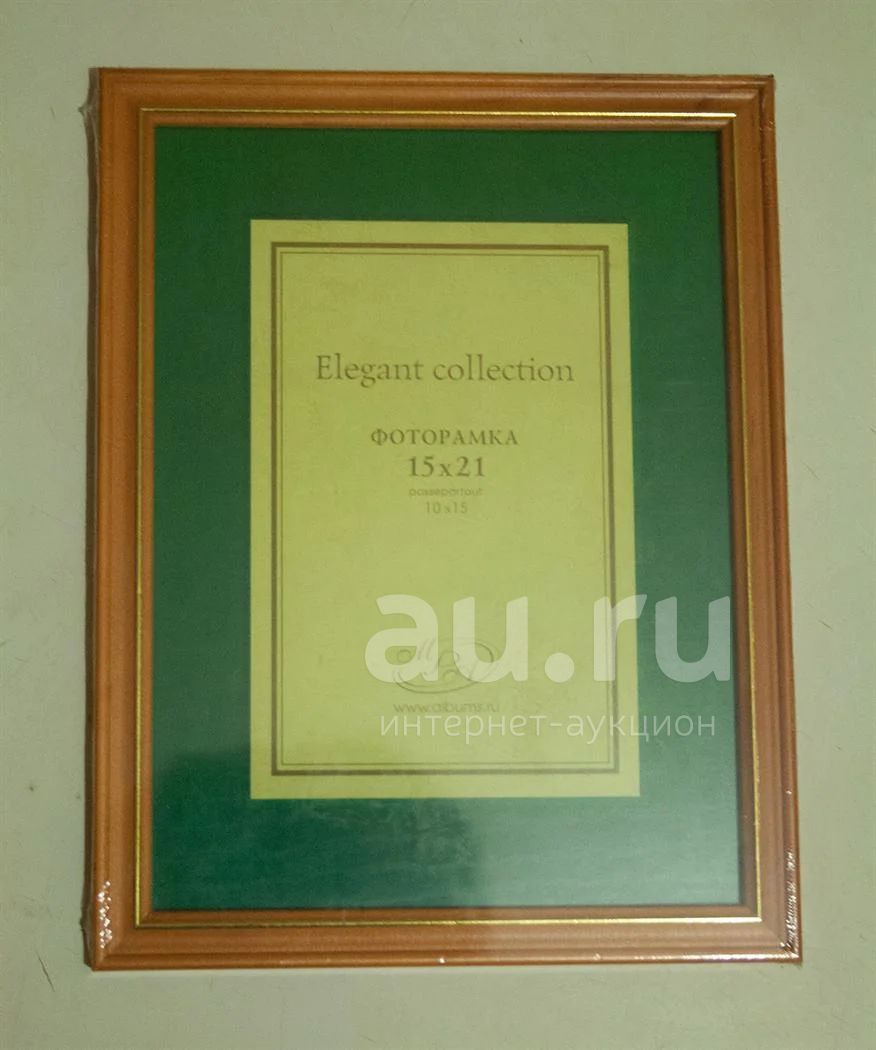 Elegant collection
ФОТОРАМКА
15x21
passepartout
10x15
au.ru
www.albums.ru
интернет-аукцион